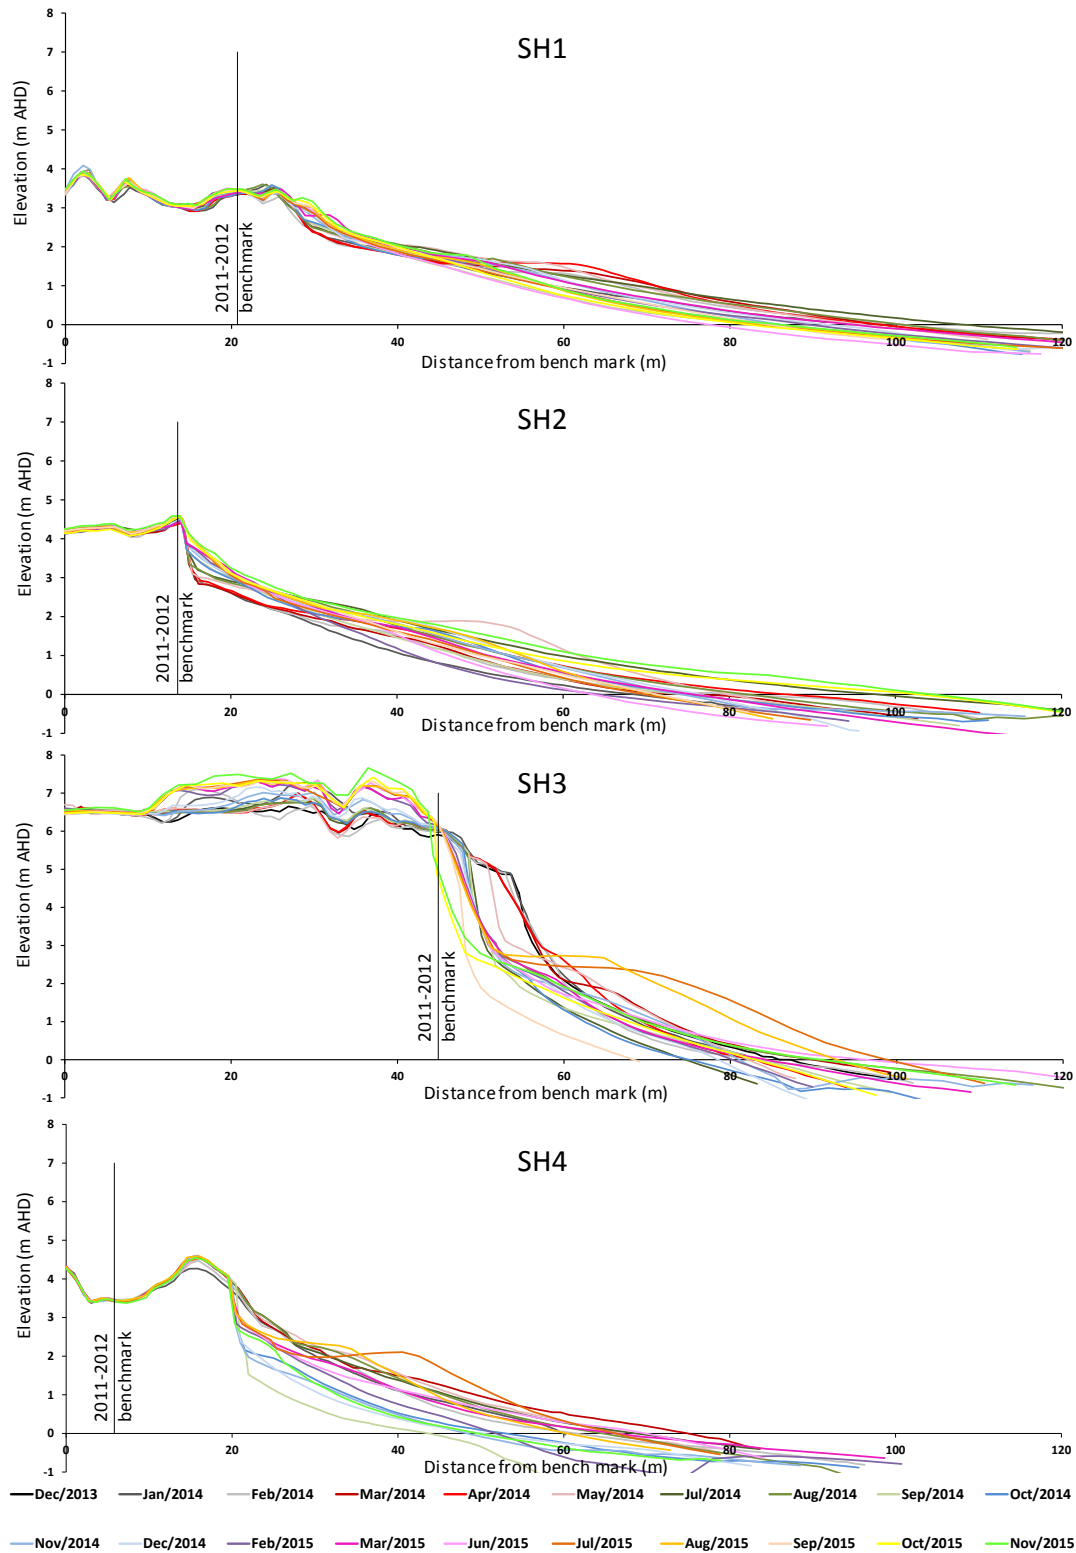 SH1
Elevation (m AHD)
8
7
6
5
4
3
2
1
0
-1
2011-2012
benchmark
0 20 40 60 80 100 120
Distance from bench mark (m)
SH2
Elevation (m AHD)
8
7
6
5
4
3
2
1
0
-1
2011-2012
benchmark
0 20 40 60 80 100 120
Distance from bench mark (m)
SH3
Elevation (m AHD)
8
7
6
5
4
3
2
1
0
-1
2011-2012
benchmark
0 20 40 60 80 100 120
Distance from bench mark (m)
SH4
Elevation (m AHD)
8
7
6
5
4
3
2
1
0
-1
2011-2012
benchmark
0 20 40 60 80 100 120
Distance from bench mark (m)
Dec/2013 Jan/2014 Feb/2014 Mar/2014 Apr/2014 May/2014 Jul/2014 Aug/2014 Sep/2014 Oct/2014
Nov/2014 Dec/2014 Feb/2015 Mar/2015 Jun/2015 Jul/2015 Aug/2015 Sep/2015 Oct/2015 Nov/2015